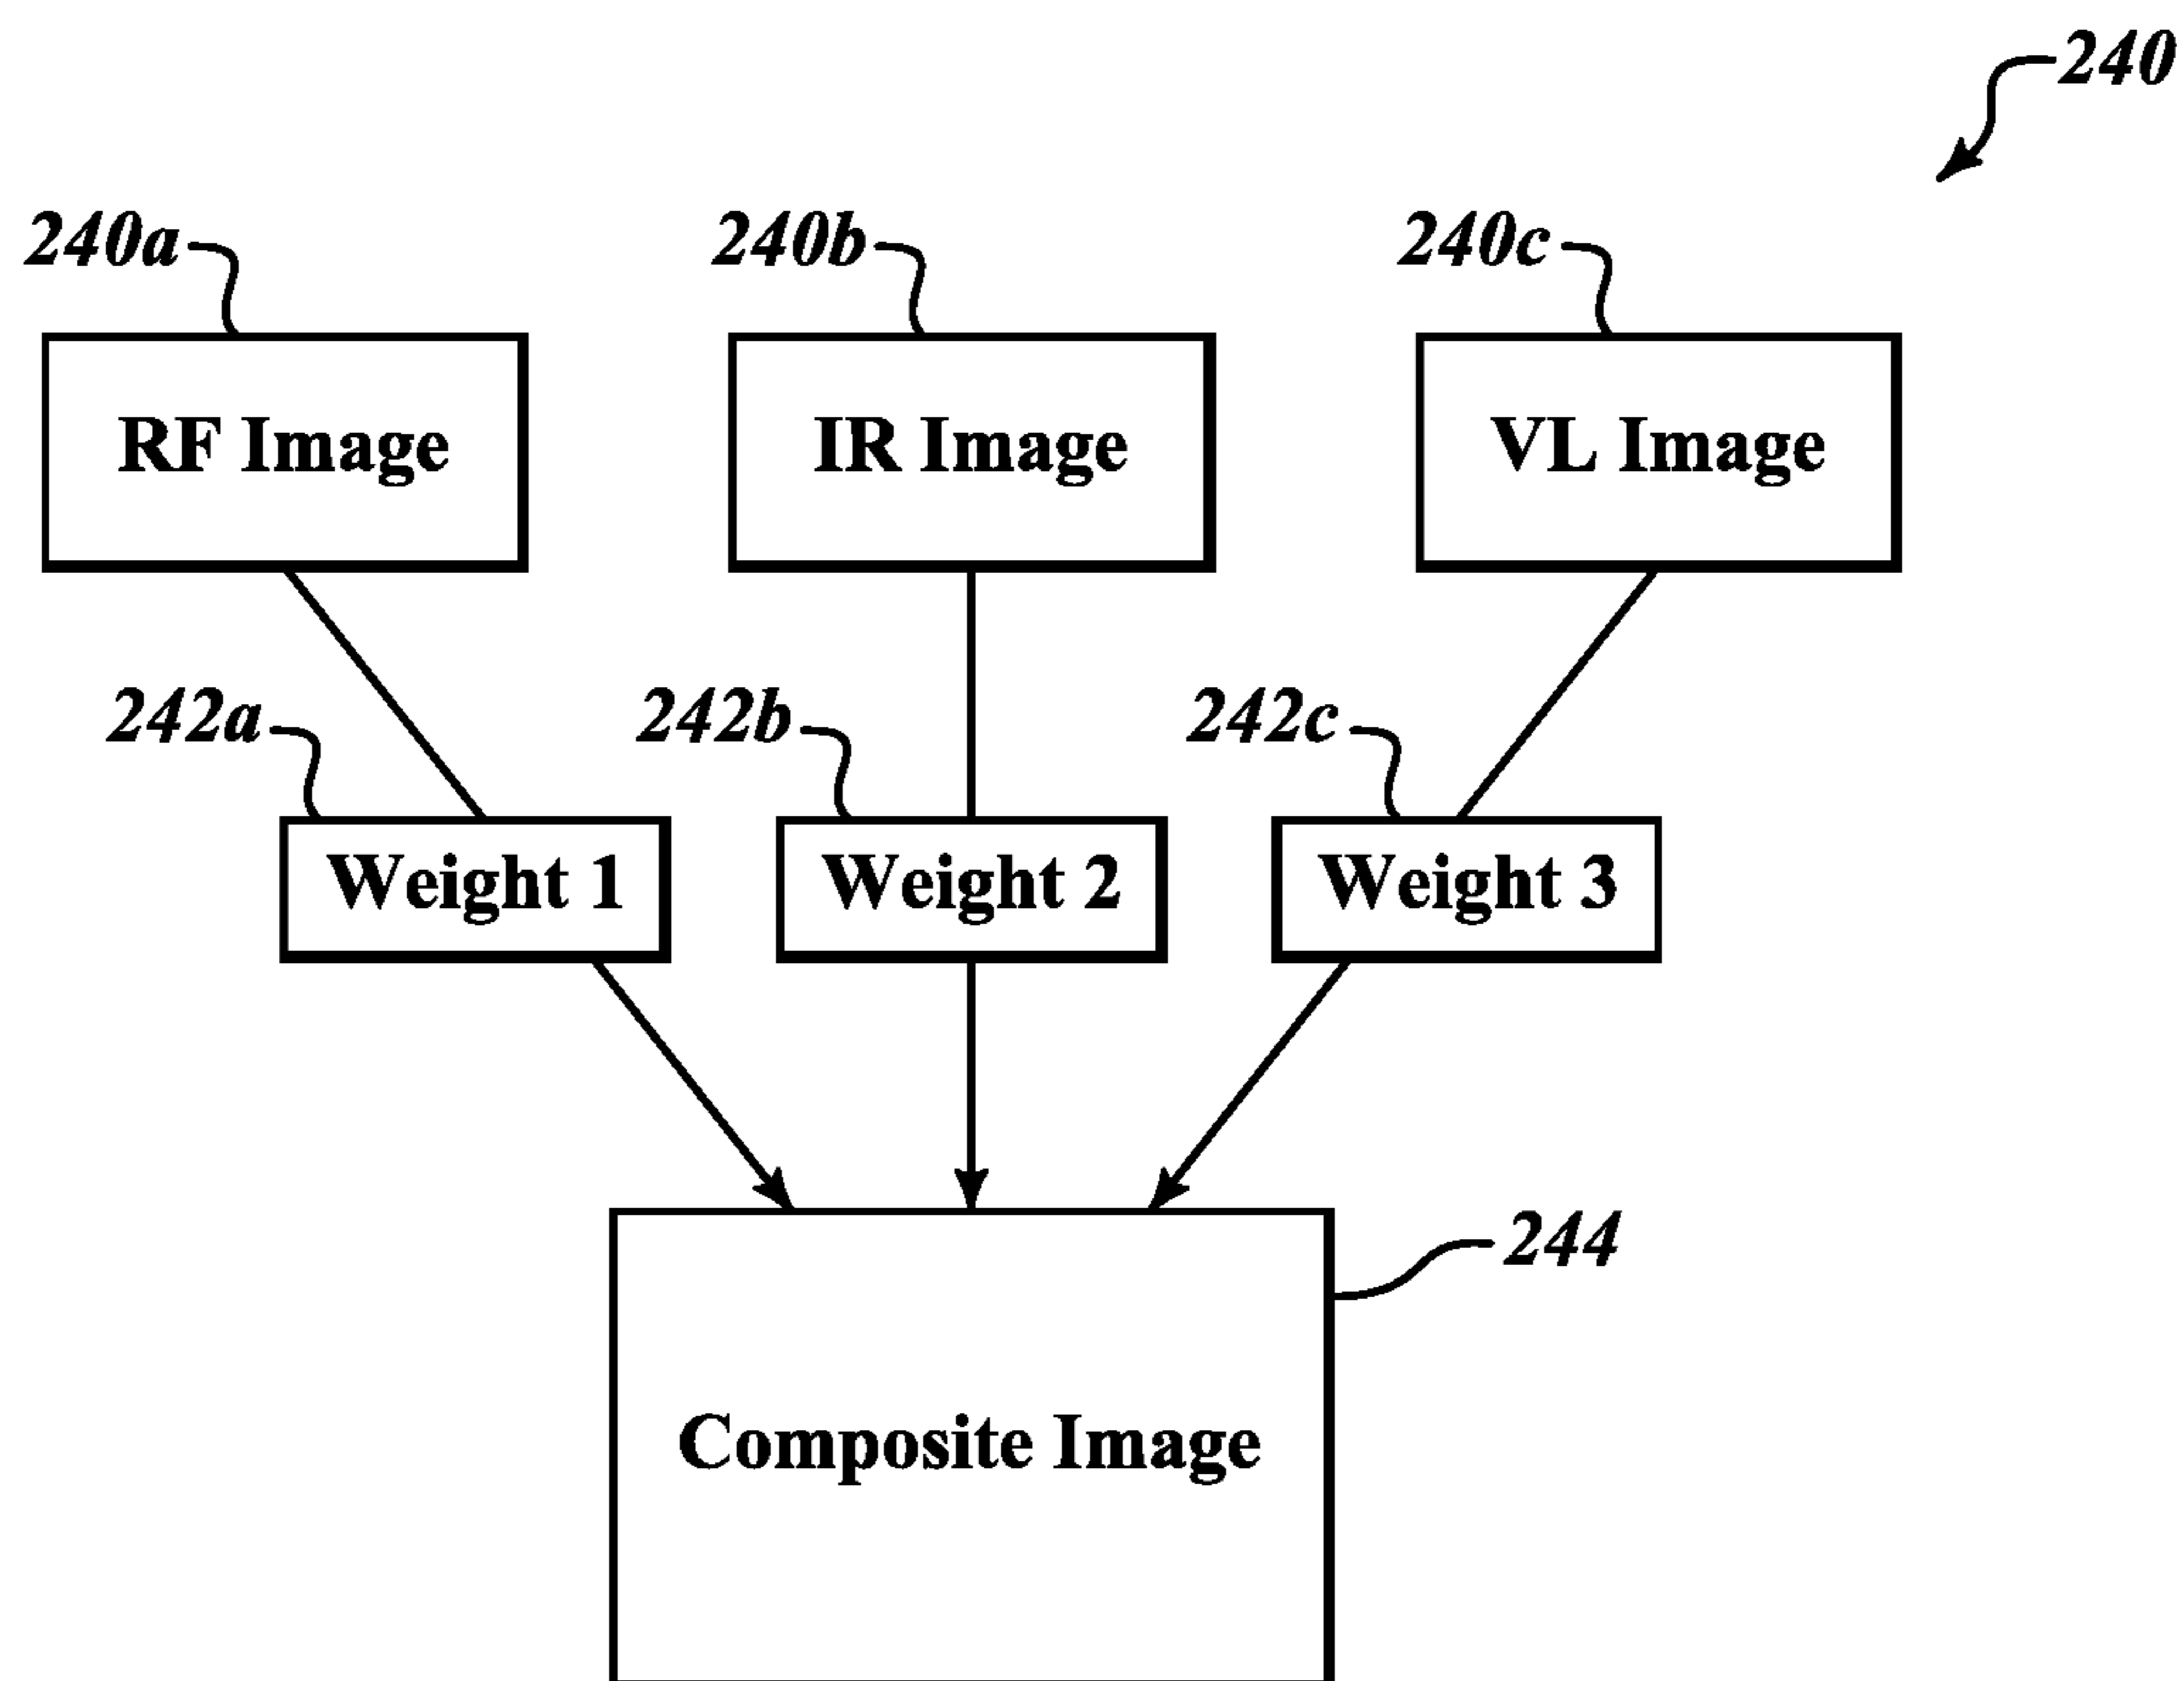 240
240a
240b
240c
RF Image
IR Image
VL Image
242a
242b
242c
Weight 1
Weight 2
Weight 3
244
Composite Image